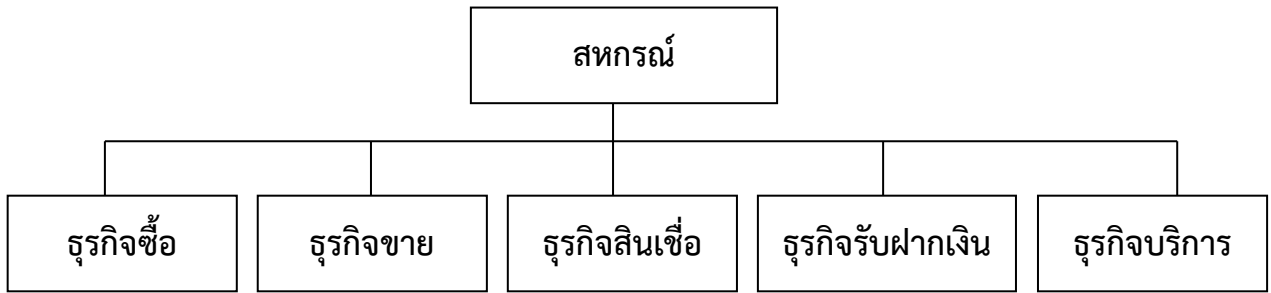 สหกรณ์
ธุรกิจซื้อ
ธุรกิจขาย
ธุรกิจสินเชื่อ
ธุรกิจรับฝากเงิน
ธุรกิจบริการ